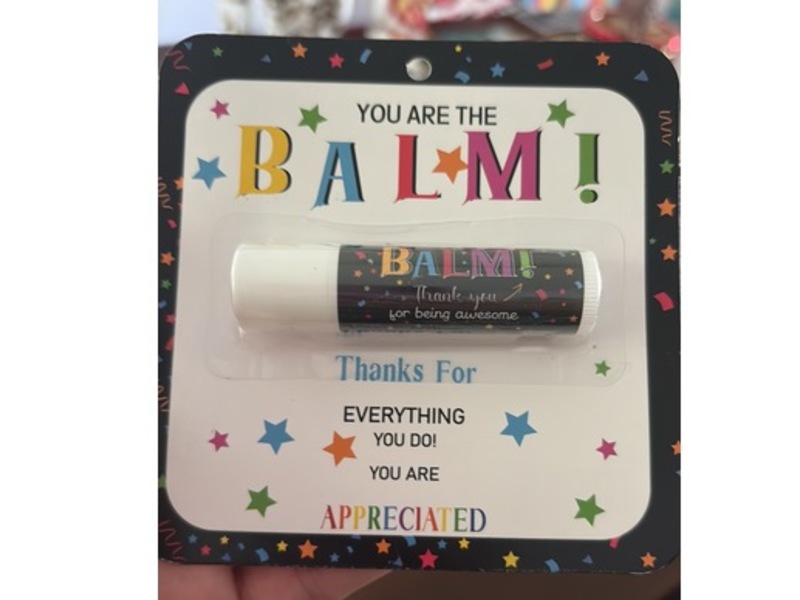 YOU ARE THE
BALM!
BALM!
Thank you
for being awesome
Thanks For
EVERYTHING
YOU DO!
YOU ARE
APPRECIATED